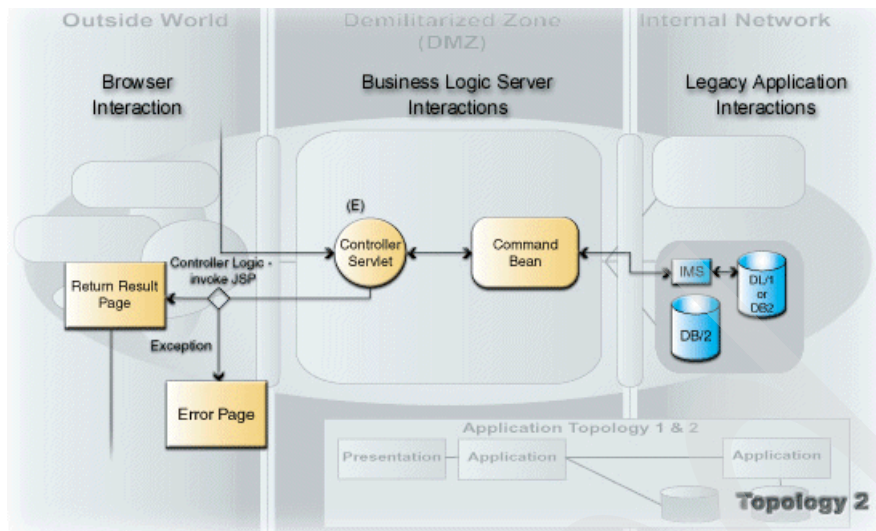 Outside World
Demilitarized Zone
(DMZ)
Internal Network
Browser
Interaction
Business Logic Server
Interactions
Legacy Application
Interactions
(E)
Controller
Servlet
Command
Bean
Controller Logic -
invoke JSP
Return Result
Page
IMS
DL/1
or
DB2
DB/2
Exception
Error Page
Application Topology 1 & 2
Presentation
Application
Application
Topology 2